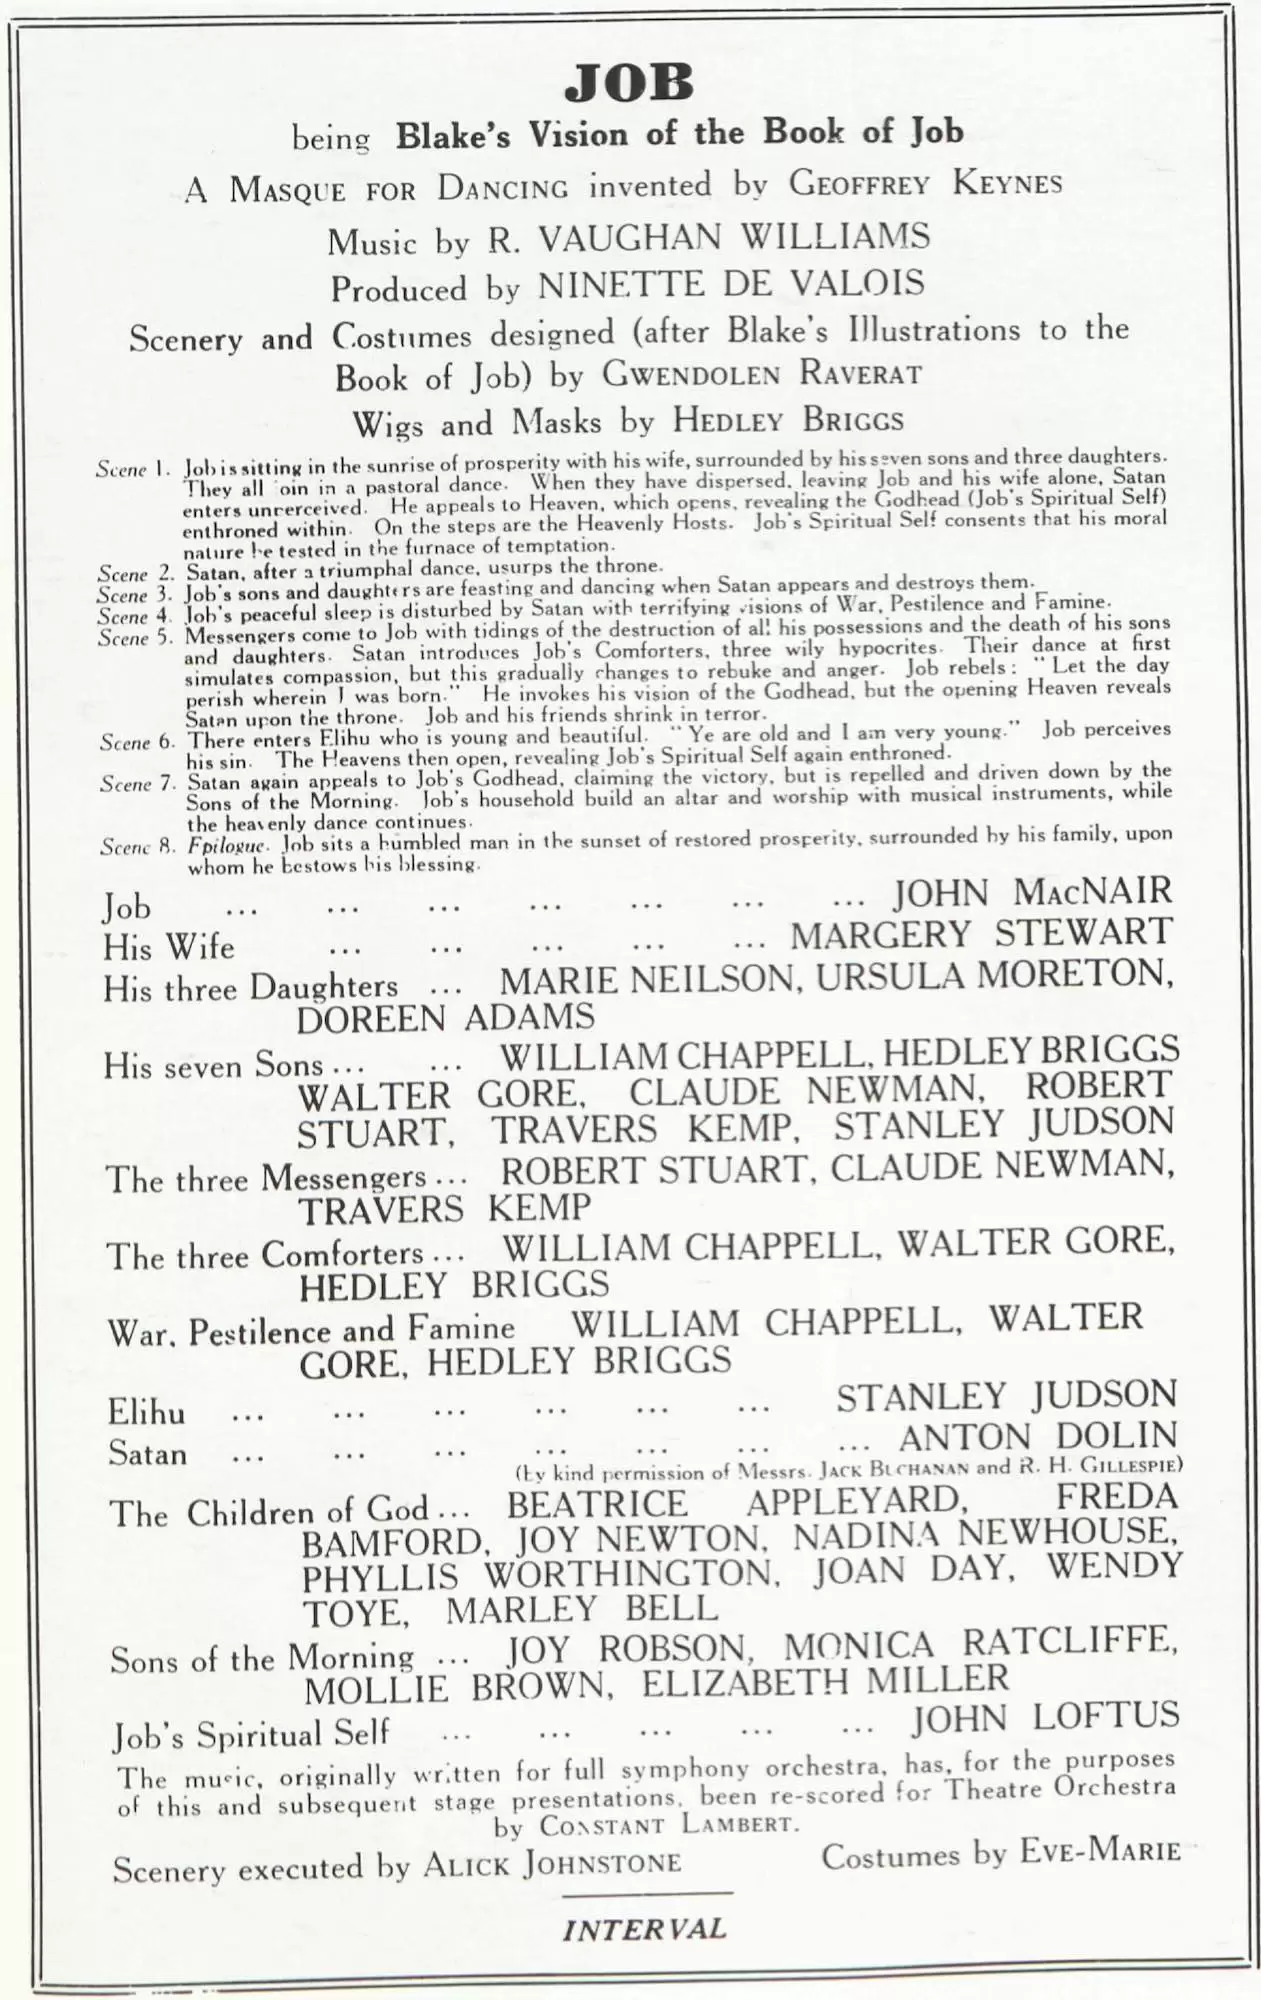 JOB
being Blake's Vision of the Book of Job
A MASQUE FOR DANCING invented by GEOFFREY KEYNES
Music by R. VAUGHAN WILLIAMS
Produced by NINETTE DE VALOIS
Scenery and Costumes designed (after Blake's Illustrations to the
Book of Job) by GWENDOLEN RAVERAT
Wigs and Masks by HEDLEY BRIGGS
Scene 1. Job is sitting in the sunrise of prosperity with his wife, surrounded by his seven sons and three daughters.
They all join in a pastoral dance. When they have dispersed, leaving Job and his wife alone, Satan
enters unperceived. He appeals to Heaven, which opens, revealing the Godhead (Job's Spiritual Self)
enthroned within. On the steps are the Heavenly Hosts. Job's Spiritual Self consents that his moral
nature be tested in the furnace of temptation.
Scene 2. Satan, after a triumphal dance, usurps the throne.
Scene 3. Job's sons and daughters are feasting and dancing when Satan appears and destroys them.
Scene 4. Job's peaceful sleep is disturbed by Satan with terrifying visions of War, Pestilence and Famine.
Scene 5. Messengers come to Job with tidings of the destruction of all his possessions and the death of his sons
and daughters. Satan introduces Job's Comforters, three wily hypocrites. Their dance at first
simulates compassion, but this gradually changes to rebuke and anger. Job rebels: "Let the day
perish wherein I was born." He invokes his vision of the Godhead, but the opening Heaven reveals
Satan upon the throne. Job and his friends shrink in terror.
Scene 6. There enters Elihu who is young and beautiful. "Ye are old and I am very young." Job perceives
his sin. The Heavens then open, revealing Job's Spiritual Self again enthroned.
Scene 7. Satan again appeals to Job's Godhead, claiming the victory, but is repelled and driven down by the
Sons of the Morning. Job's household build an altar and worship with musical instruments, while
the heavenly dance continues.
Scene 8. Epilogue. Job sits a humbled man in the sunset of restored prosperity, surrounded by his family, upon
whom he bestows his blessing.
Job ... ... ... ... ... ... ... JOHN MACNAIR
His Wife ... ... ... ... ... MARGERY STEWART
His three Daughters ... MARIE NEILSON, URSULA MORETON,
DOREEN ADAMS
His seven Sons ... ... WILLIAM CHAPPELL, HEDLEY BRIGGS
WALTER GORE, CLAUDE NEWMAN, ROBERT
STUART, TRAVERS KEMP, STANLEY JUDSON
The three Messengers ... ROBERT STUART, CLAUDE NEWMAN,
TRAVERS KEMP
The three Comforters ... WILLIAM CHAPPELL, WALTER GORE,
HEDLEY BRIGGS
War, Pestilence and Famine WILLIAM CHAPPELL, WALTER
GORE, HEDLEY BRIGGS
Elihu ... ... ... ... ... ... STANLEY JUDSON
Satan ... ... ... ... ... ... ... ANTON DOLIN
(by kind permission of Messrs. JACK BUCHANAN and R. H. GILLESPIE)
The Children of God ... BEATRICE APPLEYARD, FREDA
BAMFORD, JOY NEWTON, NADINA NEWHOUSE,
PHYLLIS WORTHINGTON, JOAN DAY, WENDY
TOYE, MARLEY BELL
Sons of the Morning ... JOY ROBSON, MONICA RATCLIFFE,
MOLLIE BROWN, ELIZABETH MILLER
Job's Spiritual Self ... ... ... ... ... JOHN LOFTUS
The music, originally written for full symphony orchestra, has, for the purposes
of this and subsequent stage presentations, been re-scored for Theatre Orchestra
by CONSTANT LAMBERT.
Scenery executed by ALICK JOHNSTONE Costumes by EVE-MARIE
INTERVAL